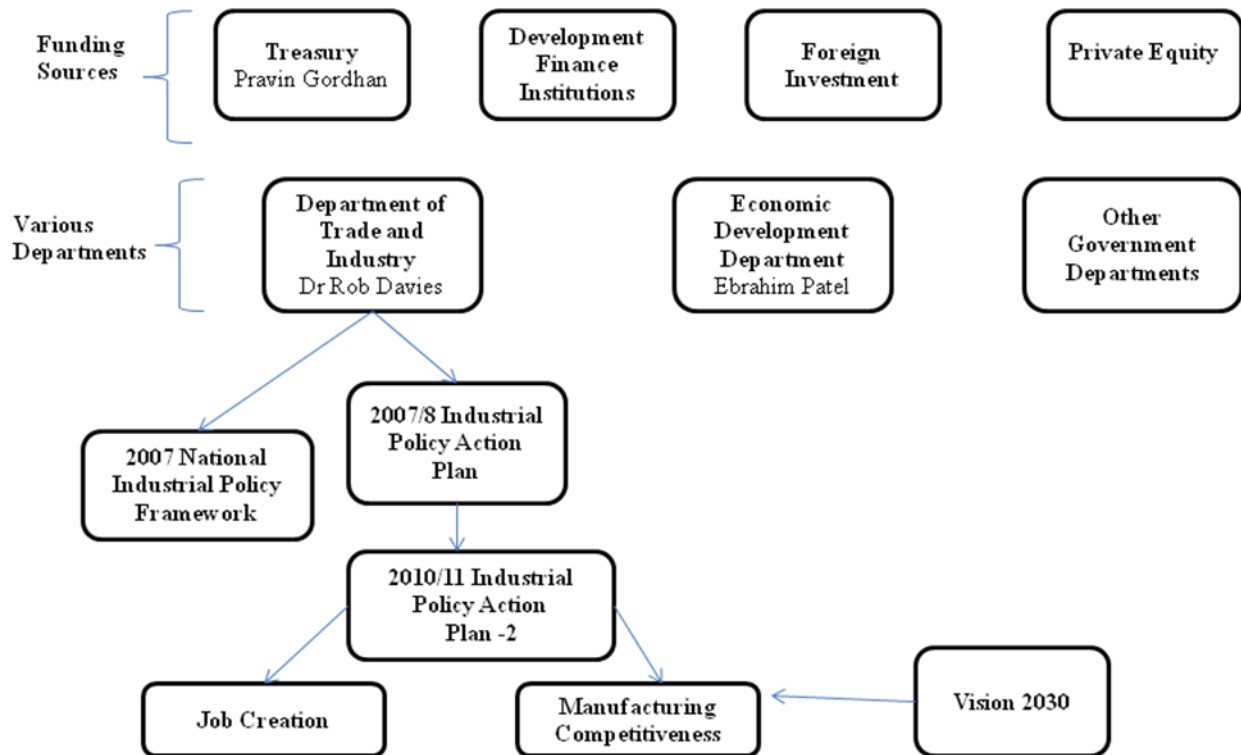 Funding
Sources
Treasury
Pravin Gordhan
Development
Finance
Institutions
Foreign
Investment
Private Equity
Various
Departments
Department of
Trade and
Industry
Dr Rob Davies
Economic
Development
Department
Ebrahim Patel
Other
Government
Departments
2007 National
Industrial Policy
Framework
2007/8 Industrial
Policy Action
Plan
2010/11 Industrial
Policy Action
Plan -2
Job Creation
Manufacturing
Competitiveness
Vision 2030